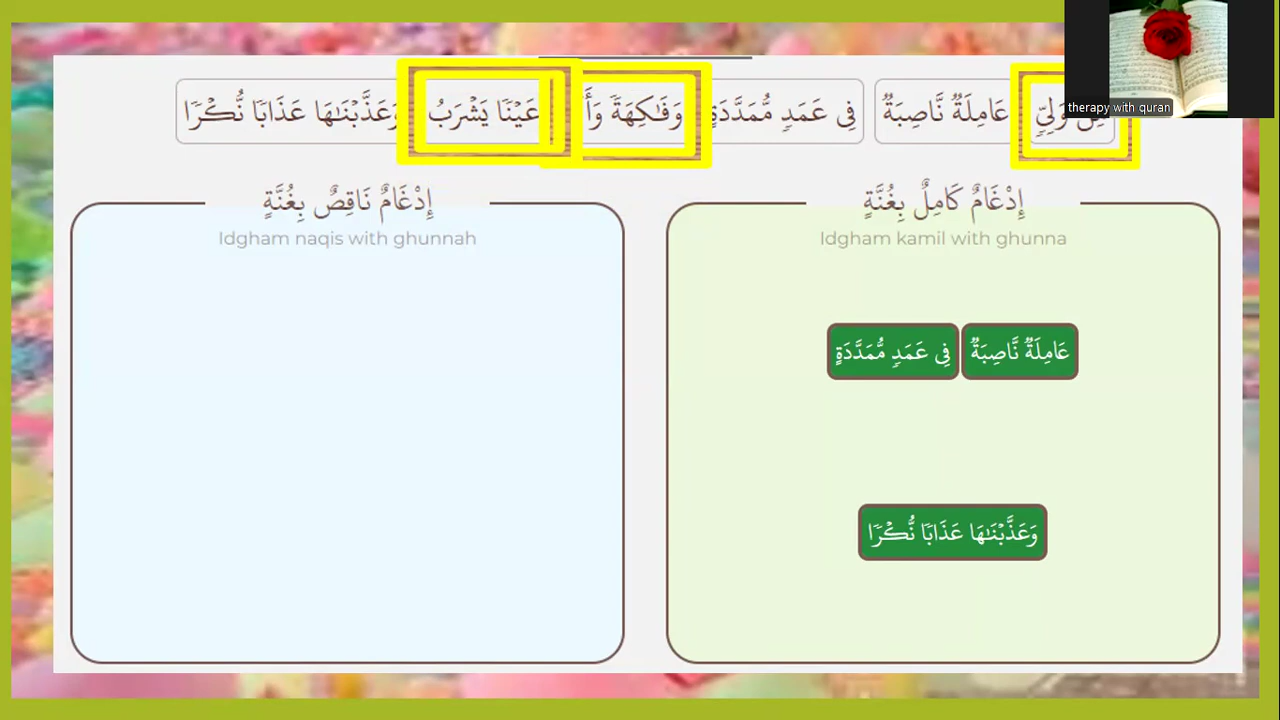 therapy with quran
عَامِلَةٌ نَّاصِبَةٌ فِى عَمَدٍ مُّمَدَّدَةٍ وَفَـٰكِهَةً عَيْنًا يَشْرَبُ وَعَذَّبْنَـٰهَا عَذَابًا نُّكْرًا
إِدْغَامٌ كَامِلٌ بِغُنَّةٍ
Idgham kamil with ghunna
عَامِلَةٌ نَّاصِبَةٌ
فِى عَمَدٍ مُّمَدَّدَةٍ
وَعَذَّبْنَـٰهَا عَذَابًا نُّكْرًا
إِدْغَامٌ نَاقِصٌ بِغُنَّةٍ
Idgham naqis with ghunnah